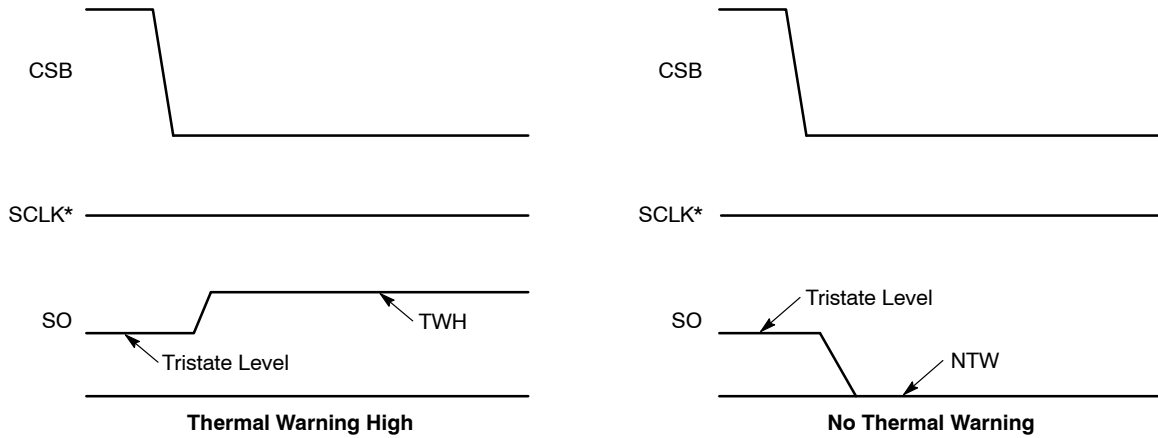 CSB
SCLK*
SO
TWH
Tristate Level
Thermal Warning High
CSB
SCLK*
SO
Tristate Level
NTW
No Thermal Warning